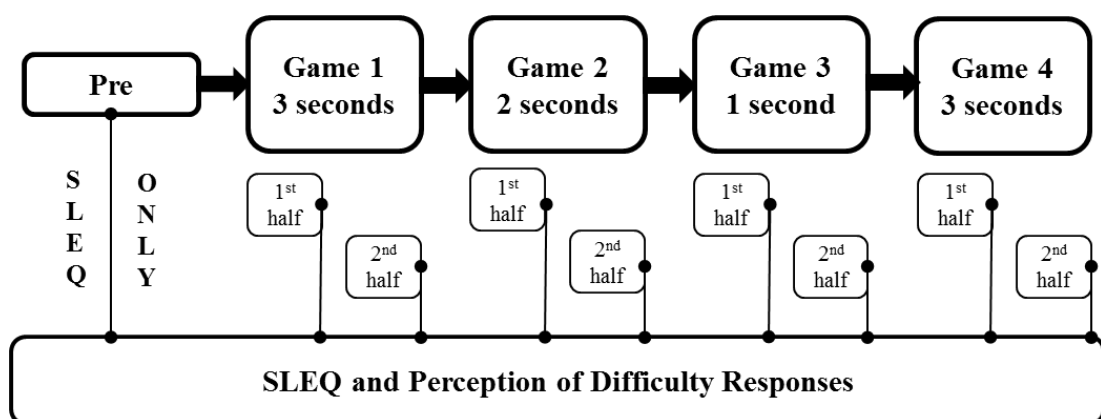 Pre
Game 1
3 seconds
Game 2
2 seconds
Game 3
1 second
Game 4
3 seconds
SLEQ
ONLY
1st
half
2nd
half
1st
half
2nd
half
1st
half
2nd
half
1st
half
2nd
half
SLEQ and Perception of Difficulty Responses